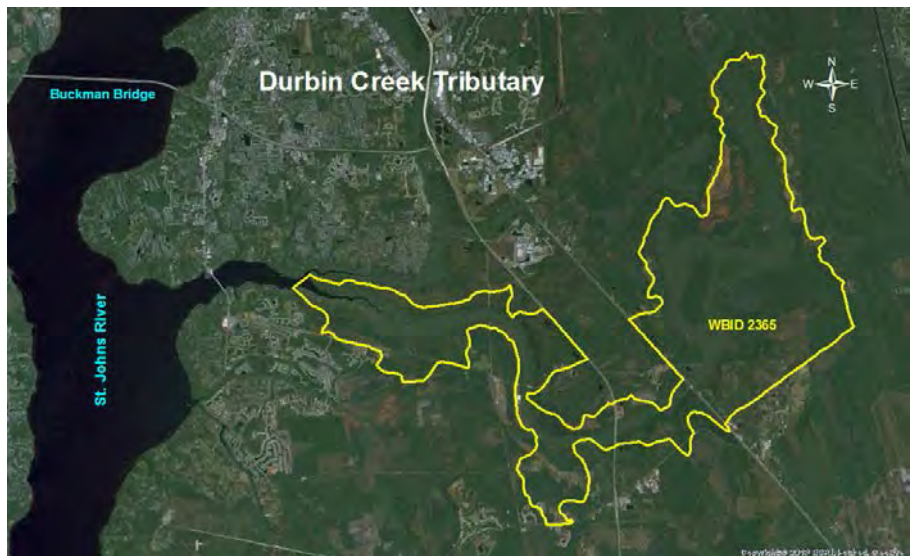 Durbin Creek Tributary
Buckman Bridge
N
W E
S
St. Johns River
WBID 2365